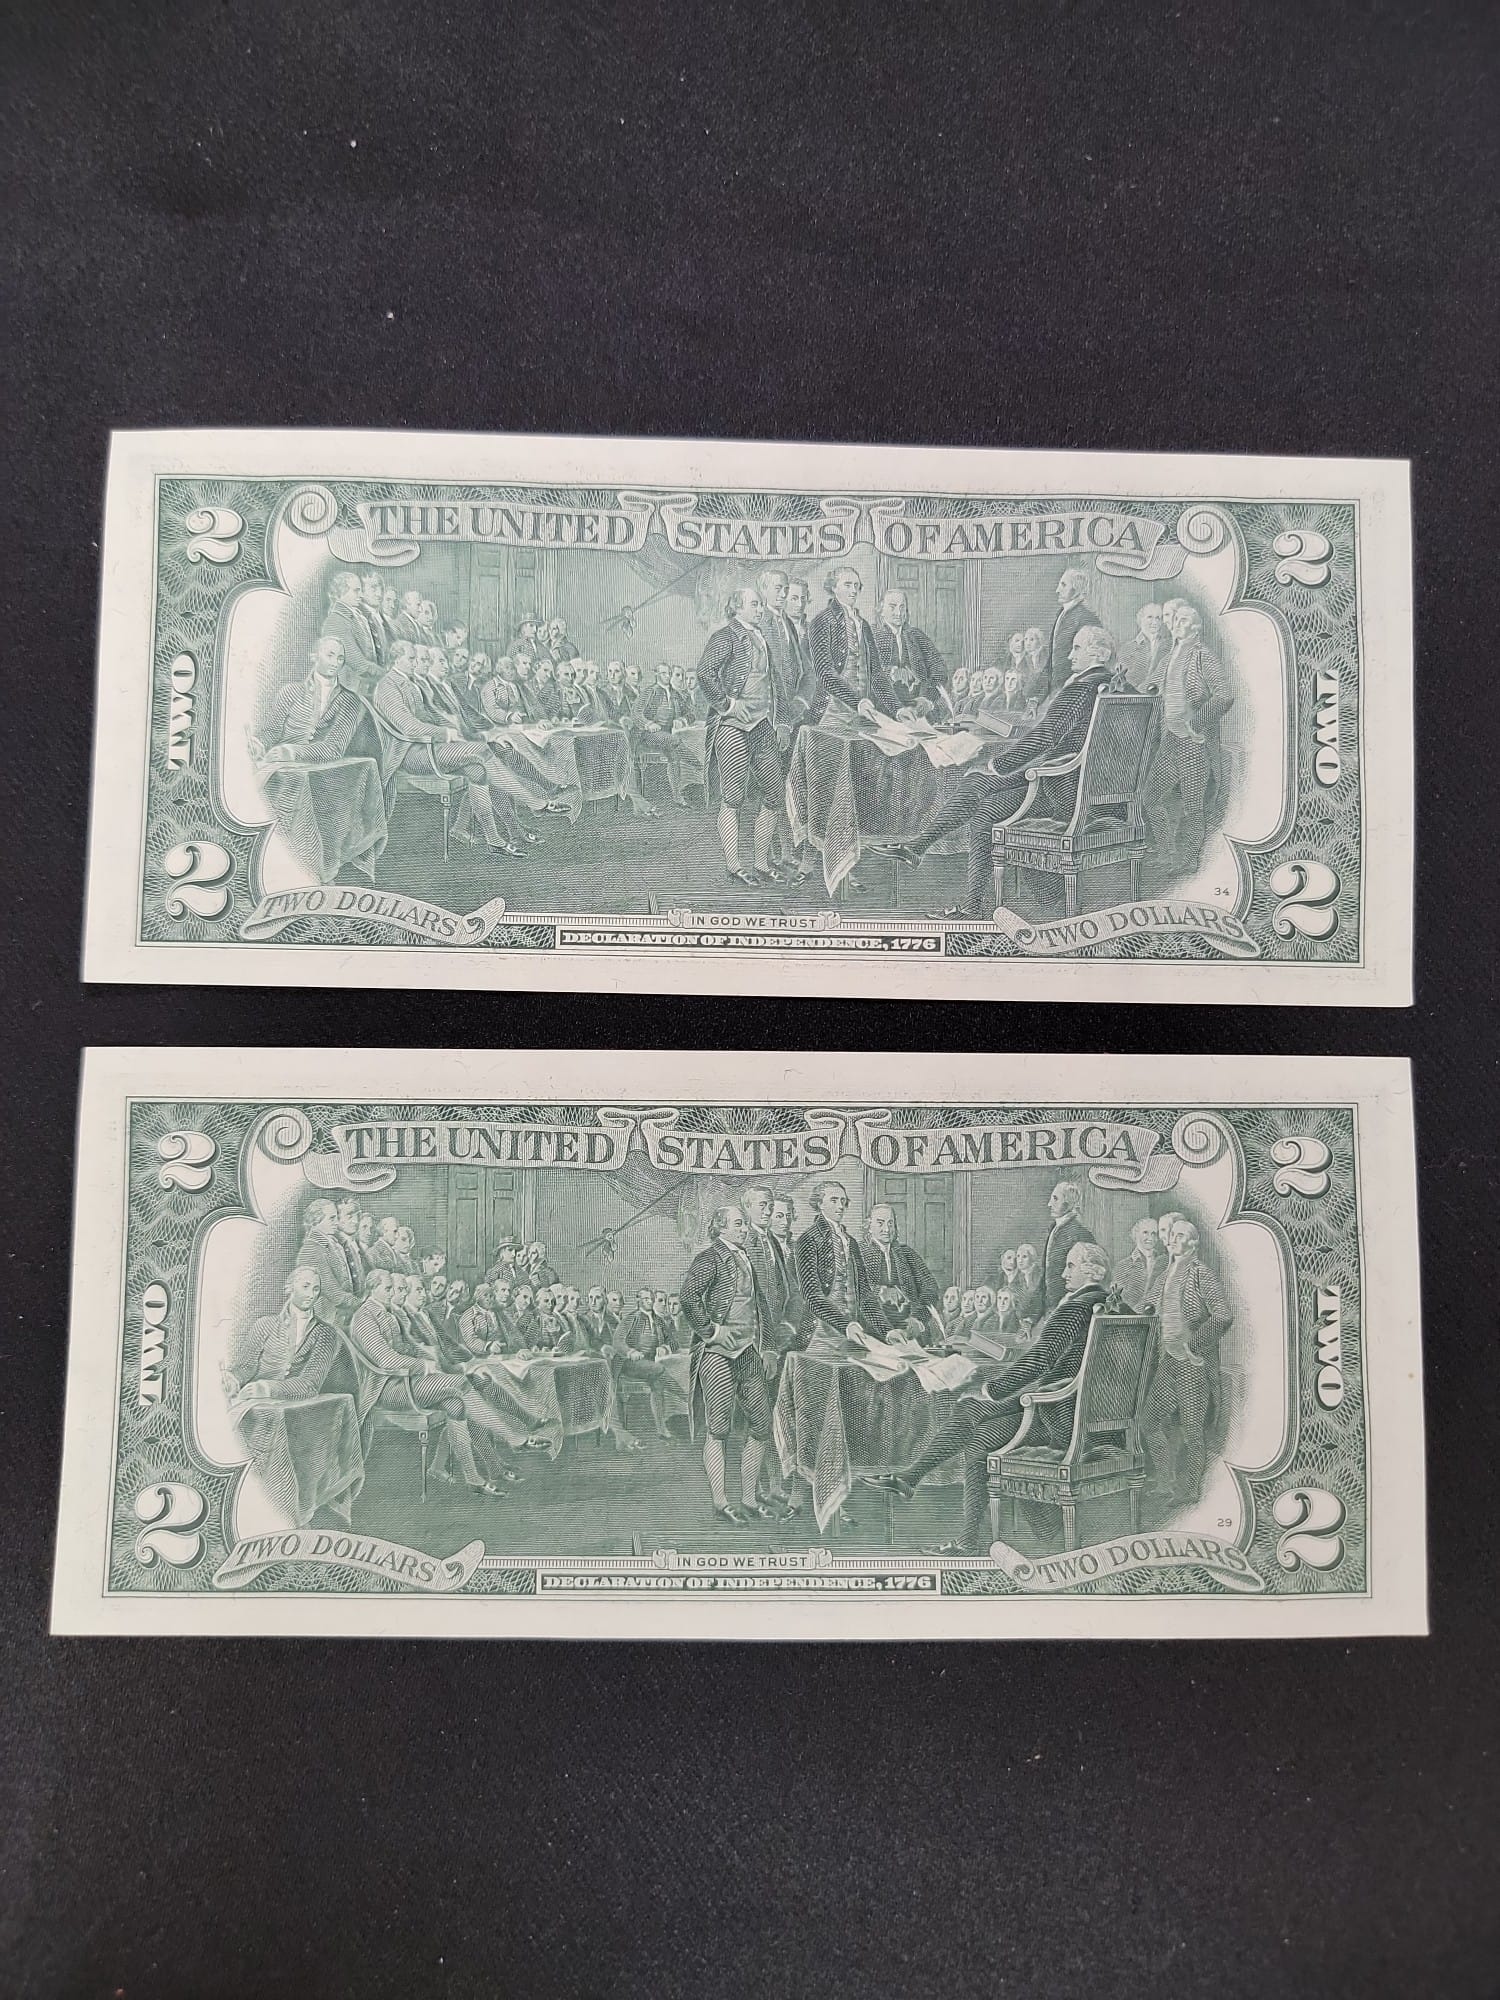 THE UNITED STATES OF AMERICA
2 2
TWO TWO
2 2
34
TWO DOLLARS IN GOD WE TRUST TWO DOLLARS
DECLARATION OF INDEPENDENCE, 1776
THE UNITED STATES OF AMERICA
2 2
TWO TWO
2 2
29
TWO DOLLARS IN GOD WE TRUST TWO DOLLARS
DECLARATION OF INDEPENDENCE, 1776